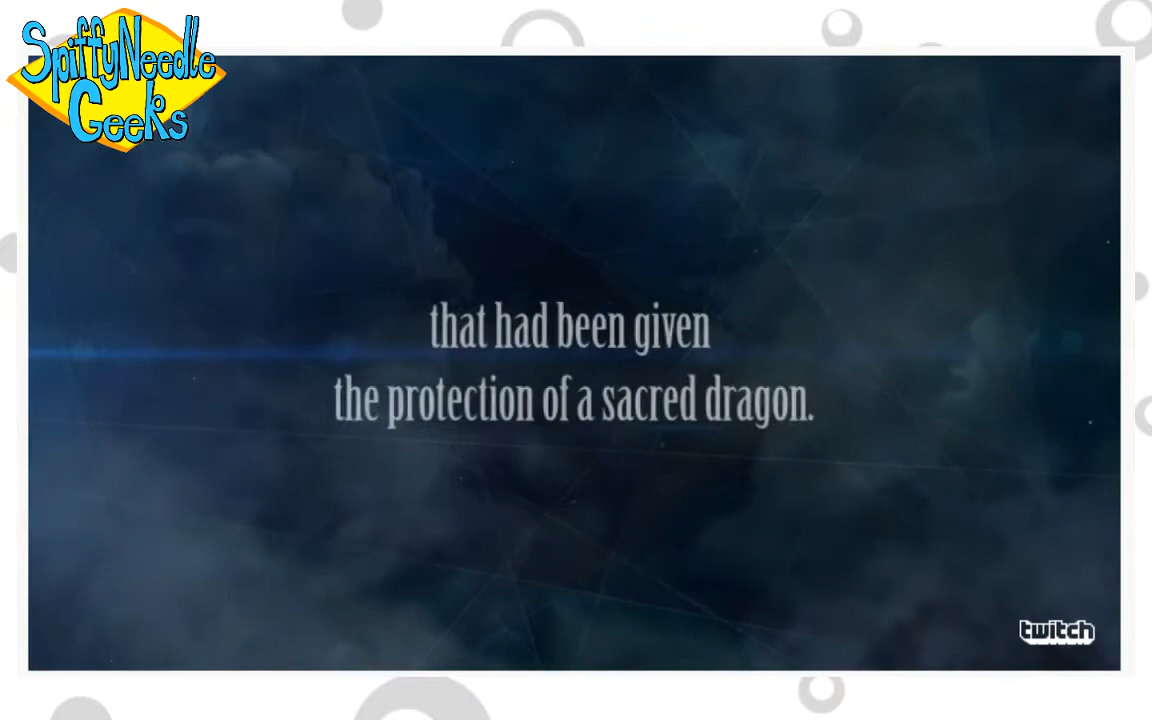 SpiffyNeedle
Geeks
that had been given
the protection of a sacred dragon.
twitch